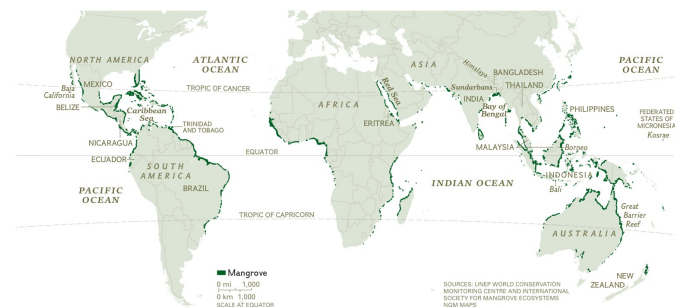 NORTH AMERICA
ATLANTIC
OCEAN
ASIA
Himalaya
BANGLADESH
PACIFIC
OCEAN
Baja
California
MEXICO
TROPIC OF CANCER
Red Sea
Sundarbans
INDIA
THAILAND
BELIZE
Caribbean
Sea
AFRICA
Bay of
Bengal
PHILIPPINES
FEDERATED
STATES OF
MICRONESIA
Kosrae
TRINIDAD
AND TOBAGO
ERITREA
NICARAGUA
EQUATOR
MALAYSIA
Borneo
ECUADOR
SOUTH
AMERICA
INDONESIA
PACIFIC
OCEAN
BRAZIL
INDIAN OCEAN
Bali
TROPIC OF CAPRICORN
Great
Barrier
Reef
AUSTRALIA
Mangrove
0 mi 1,000
0 km 1,000
SCALE AT EQUATOR
SOURCES: UNEP WORLD CONSERVATION
MONITORING CENTRE AND INTERNATIONAL
SOCIETY FOR MANGROVE ECOSYSTEMS
NGM MAPS
NEW
ZEALAND